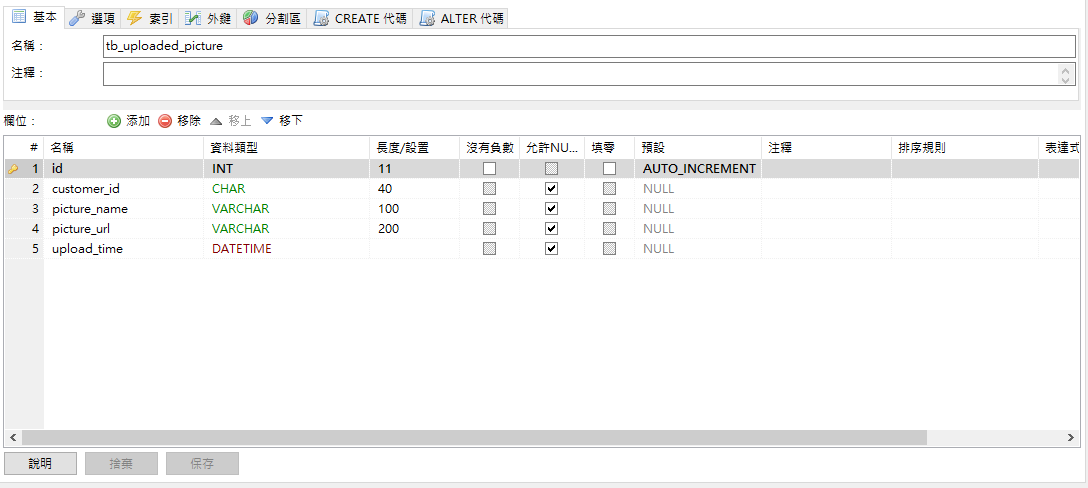 基本 選項 索引 外鍵 分割區 CREATE 代碼 ALTER 代碼
名稱： tb_uploaded_picture
注釋：
欄位： 添加 移除 移上 移下
# 名稱 資料類型 長度/設置 沒有負數 允許NU... 填零 預設 注釋 排序規則 表達式
1 id INT 11 AUTO_INCREMENT
2 customer_id CHAR 40 NULL
3 picture_name VARCHAR 100 NULL
4 picture_url VARCHAR 200 NULL
5 upload_time DATETIME NULL
說明 捨棄 保存